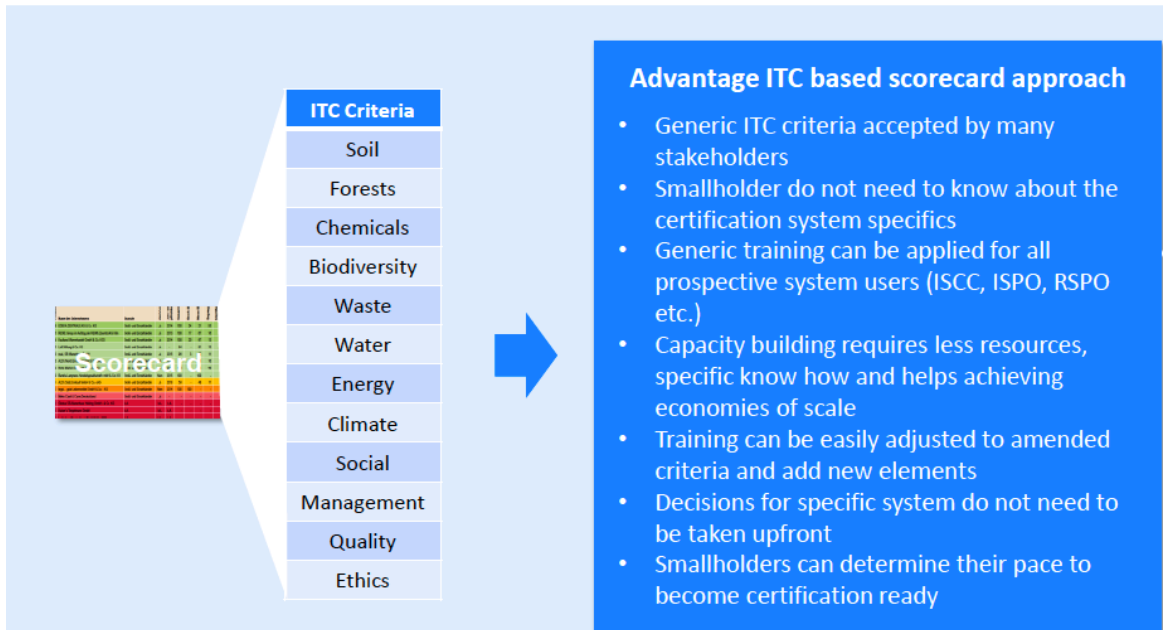 Scorecard
ITC Criteria
Soil
Forests
Chemicals
Biodiversity
Waste
Water
Energy
Climate
Social
Management
Quality
Ethics
Advantage ITC based scorecard approach
• Generic ITC criteria accepted by many
stakeholders
• Smallholder do not need to know about the
certification system specifics
• Generic training can be applied for all
prospective system users (ISCC, ISPO, RSPO
etc.)
• Capacity building requires less resources,
specific know how and helps achieving
economies of scale
• Training can be easily adjusted to amended
criteria and add new elements
• Decisions for specific system do not need to
be taken upfront
• Smallholders can determine their pace to
become certification ready